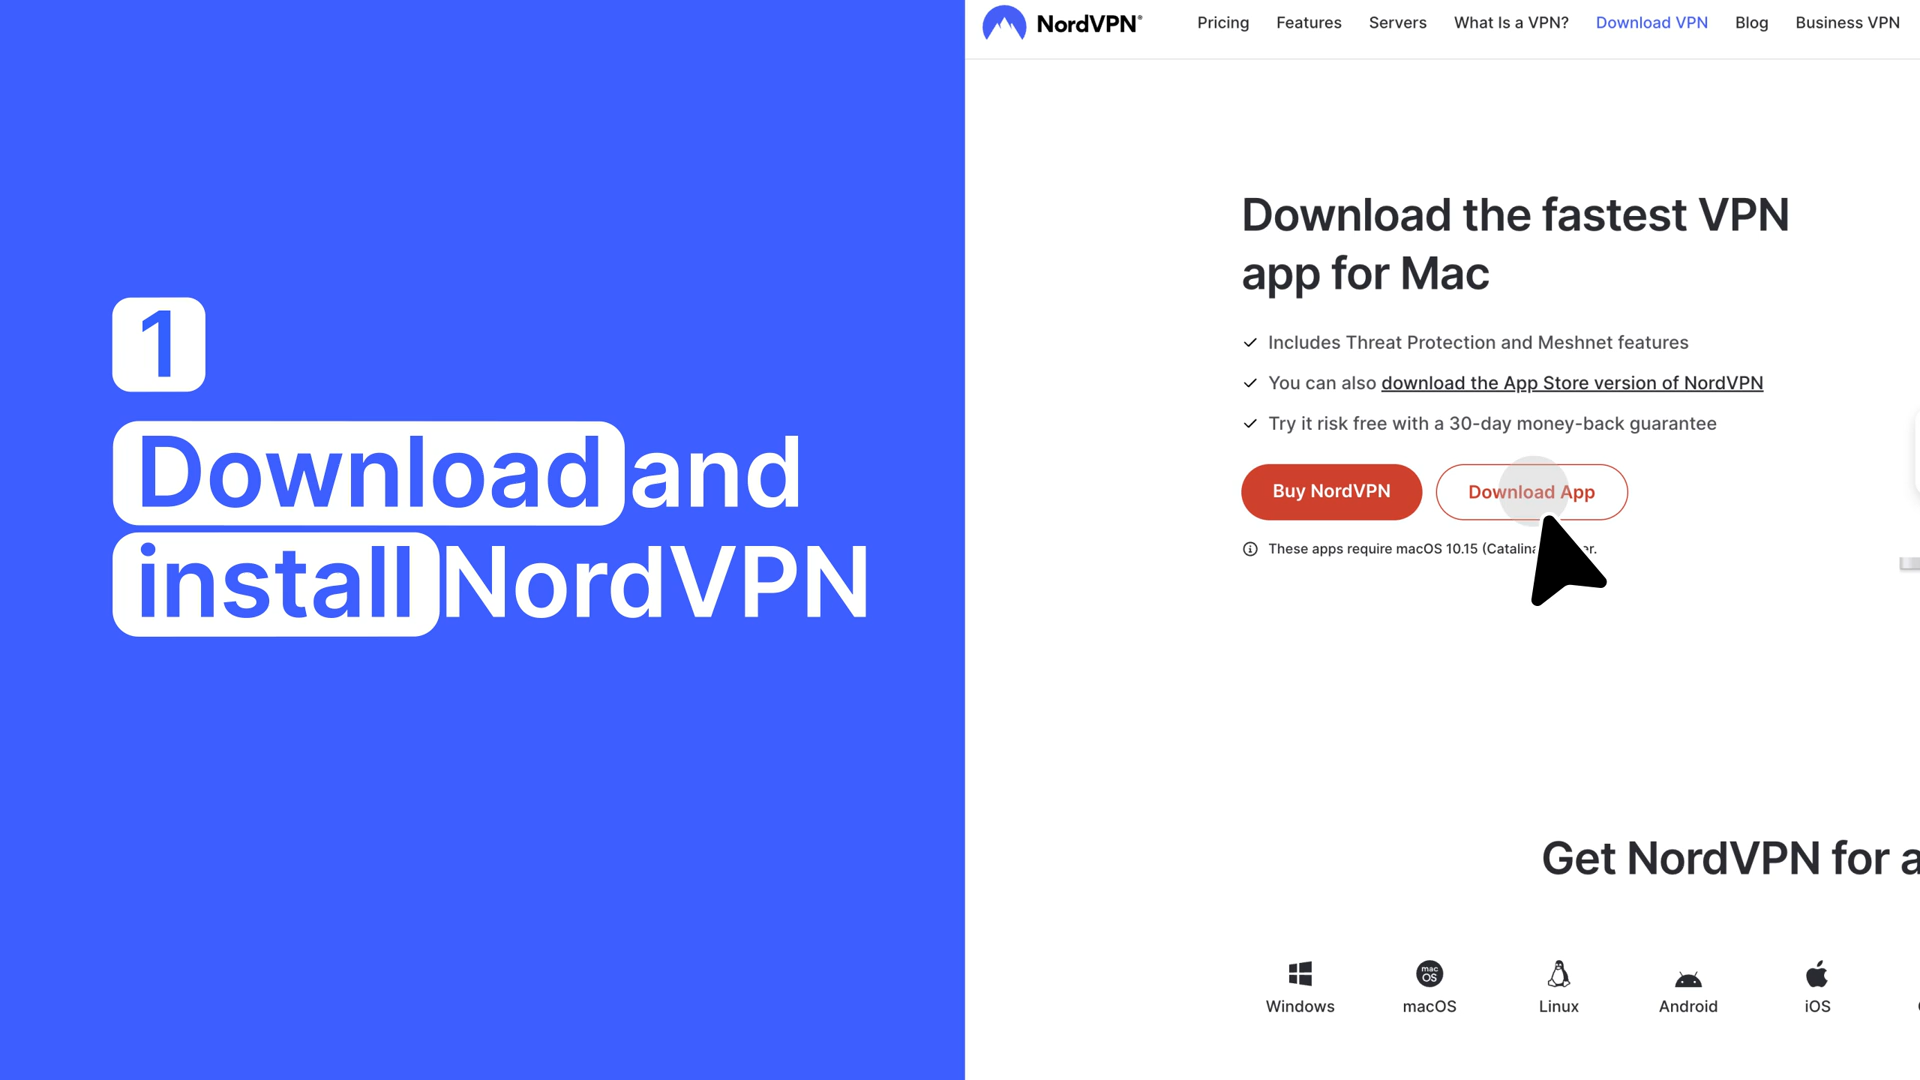 1
Download and
install NordVPN
NordVPN®
Pricing
Features
Servers
What Is a VPN?
Download VPN
Blog
Business VPN
Download the fastest VPN
app for Mac
Includes Threat Protection and Meshnet features
You can also download the App Store version of NordVPN
Try it risk free with a 30-day money-back guarantee
Buy NordVPN
Download App
These apps require macOS 10.15 (Catalina
Get NordVPN for a
mac
OS
Windows
macOS
Linux
Android
iOS